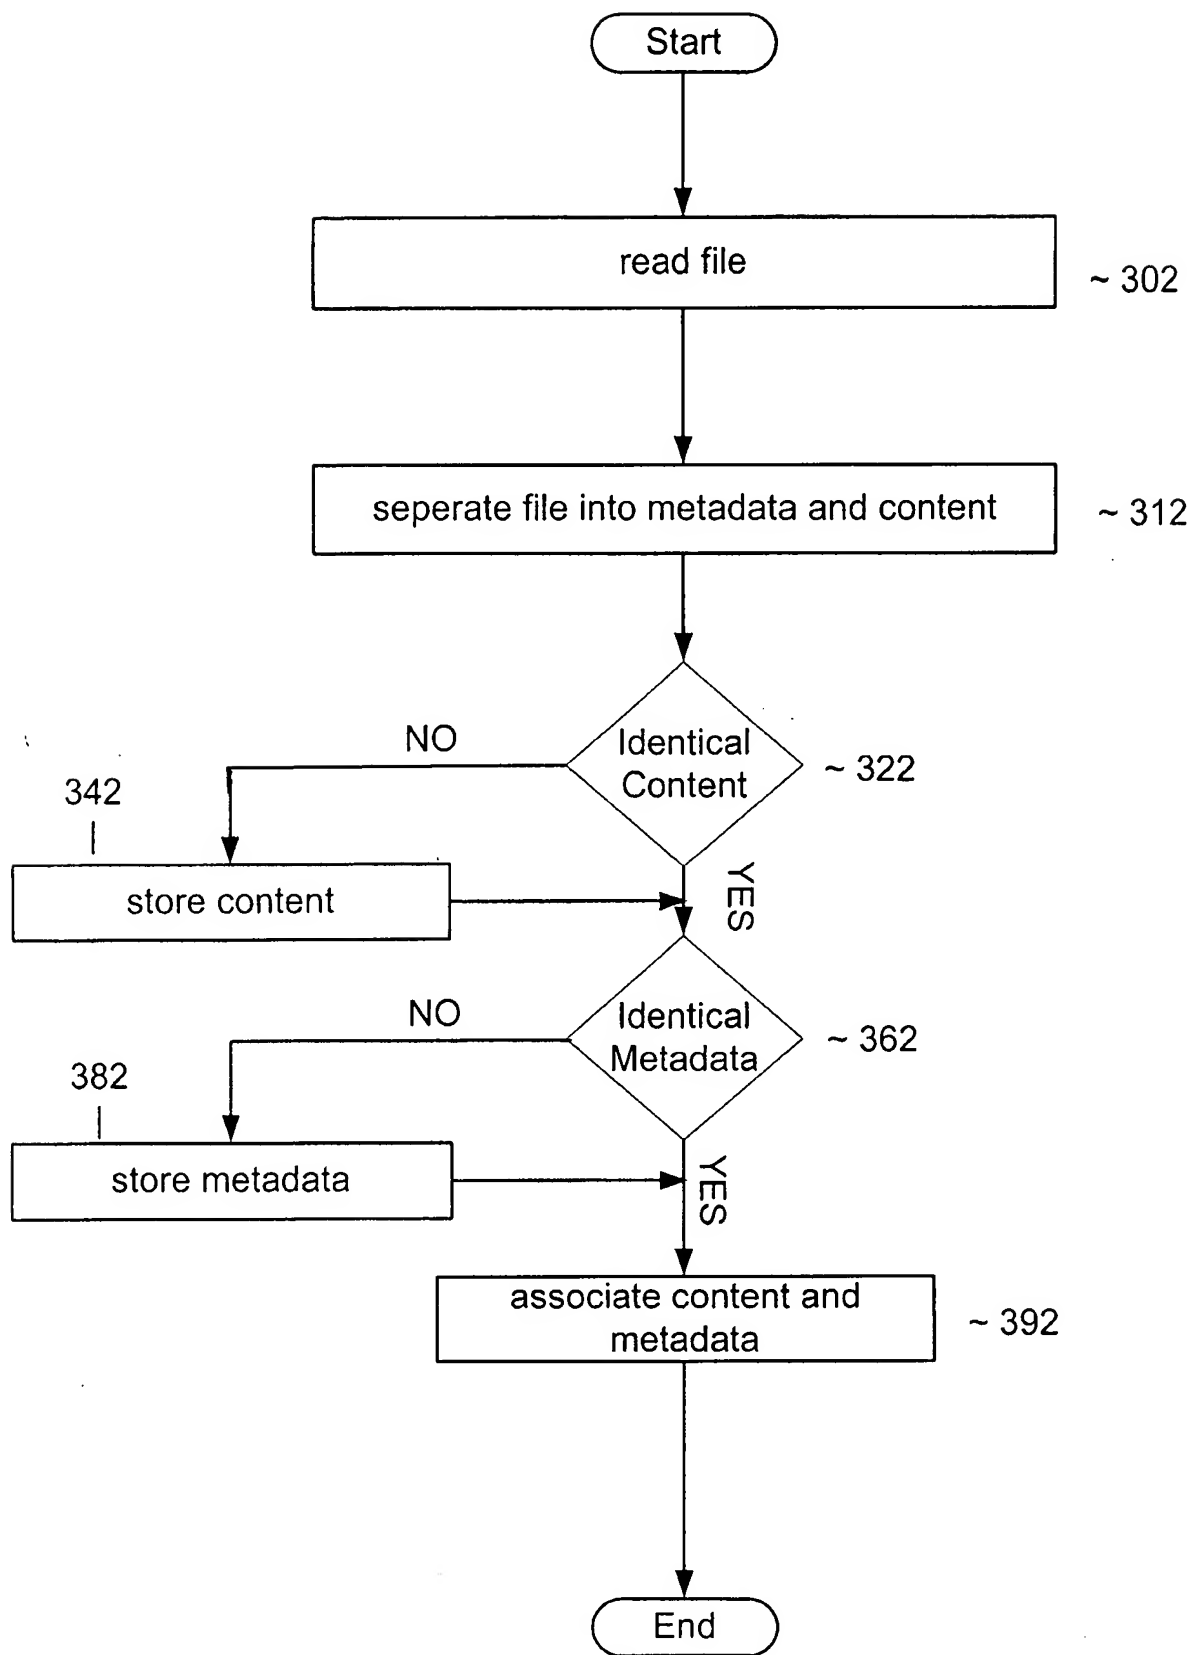 Start
read file
~ 302
seperate file into metadata and content
~ 312
NO
Identical
Content
~ 322
342
store content
YES
NO
Identical
Metadata
~ 362
382
store metadata
YES
associate content and
metadata
~ 392
End